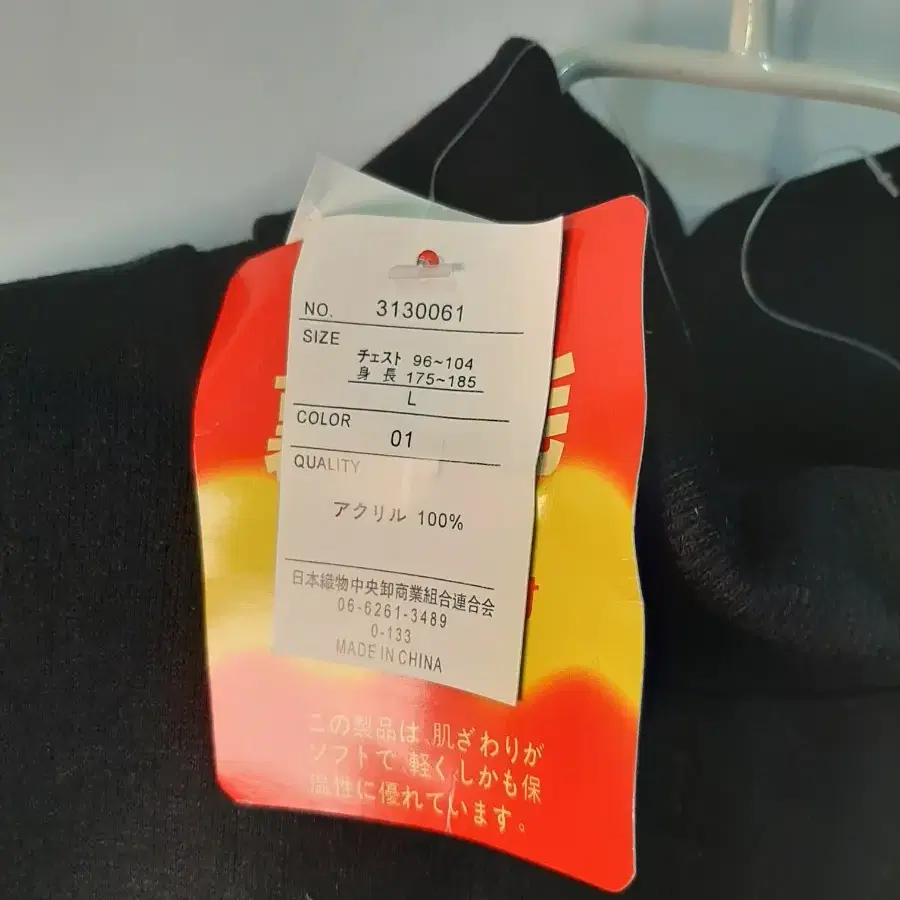 NO. 3130061
SIZE
チェスト 96~104
身 長 175~185
L
COLOR
01
QUALITY
アクリル 100%
日本織物中央卸商業組合連合会
06-6261-3489
0-133
MADE IN CHINA
この製品は、肌ざわりが
ソフトで、軽くしかも保
温性に優れています。